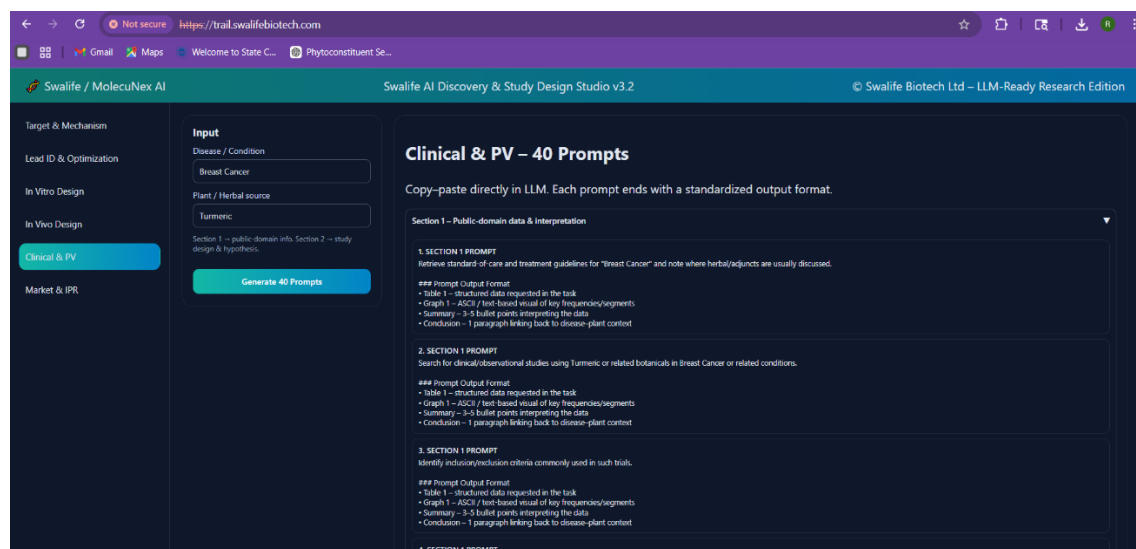 Not secure https://trail.swalifebiotech.com
R
Gmail Maps Welcome to State C... Phytoconstituent Se...
Swalife / MolecuNex AI
Swalife AI Discovery & Study Design Studio v3.2
© Swalife Biotech Ltd – LLM-Ready Research Edition
Target & Mechanism
Lead ID & Optimization
In Vitro Design
In Vivo Design
Clinical & PV
Market & IPR
Input
Disease / Condition
Breast Cancer
Plant / Herbal source
Turmeric
Section 1 → public-domain info. Section 2 → study
design & hypothesis.
Generate 40 Prompts
Clinical & PV – 40 Prompts
Copy–paste directly in LLM. Each prompt ends with a standardized output format.
Section 1 – Public-domain data & interpretation
1. SECTION 1 PROMPT
Retrieve standard-of-care and treatment guidelines for "Breast Cancer" and note where herbal/adjuncts are usually discussed.
### Prompt Output Format
• Table 1 – structured data requested in the task
• Graph 1 – ASCII / text-based visual of key frequencies/segments
• Summary – 3–5 bullet points interpreting the data
• Conclusion – 1 paragraph linking back to disease–plant context
2. SECTION 1 PROMPT
Search for clinical/observational studies using Turmeric or related botanicals in Breast Cancer or related conditions.
### Prompt Output Format
• Table 1 – structured data requested in the task
• Graph 1 – ASCII / text-based visual of key frequencies/segments
• Summary – 3–5 bullet points interpreting the data
• Conclusion – 1 paragraph linking back to disease–plant context
3. SECTION 1 PROMPT
Identify inclusion/exclusion criteria commonly used in such trials.
### Prompt Output Format
• Table 1 – structured data requested in the task
• Graph 1 – ASCII / text-based visual of key frequencies/segments
• Summary – 3–5 bullet points interpreting the data
• Conclusion – 1 paragraph linking back to disease–plant context